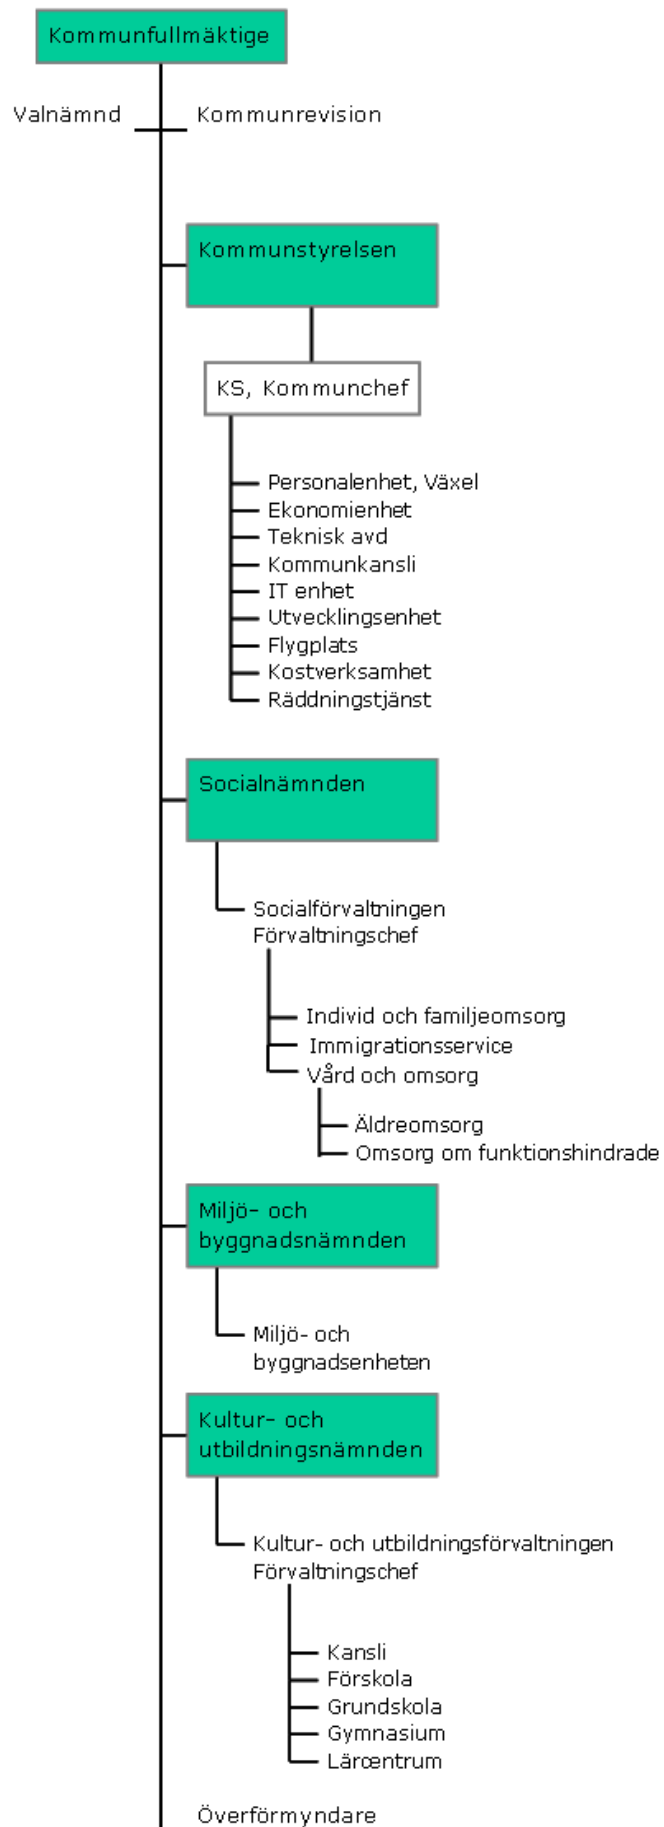 Kommunfullmäktige
Valnämnd
Kommunrevision
Kommunstyrelsen
KS, Kommunchef
Personalenhet, Växel
Ekonomienhet
Teknisk avd
Kommunkansli
IT enhet
Utvecklingsenhet
Flygplats
Kostverksamhet
Räddningstjänst
Socialnämnden
Socialförvaltningen
Förvaltningschef
Individ och familjeomsorg
Immigrationsservice
Vård och omsorg
Äldreomsorg
Omsorg om funktionshindrade
Miljö- och
byggnadsnämnden
Miljö- och
byggnadsenheten
Kultur- och
utbildningsnämnden
Kultur- och utbildningsförvaltningen
Förvaltningschef
Kansli
Förskola
Grundskola
Gymnasium
Lärcentrum
Överförmyndare